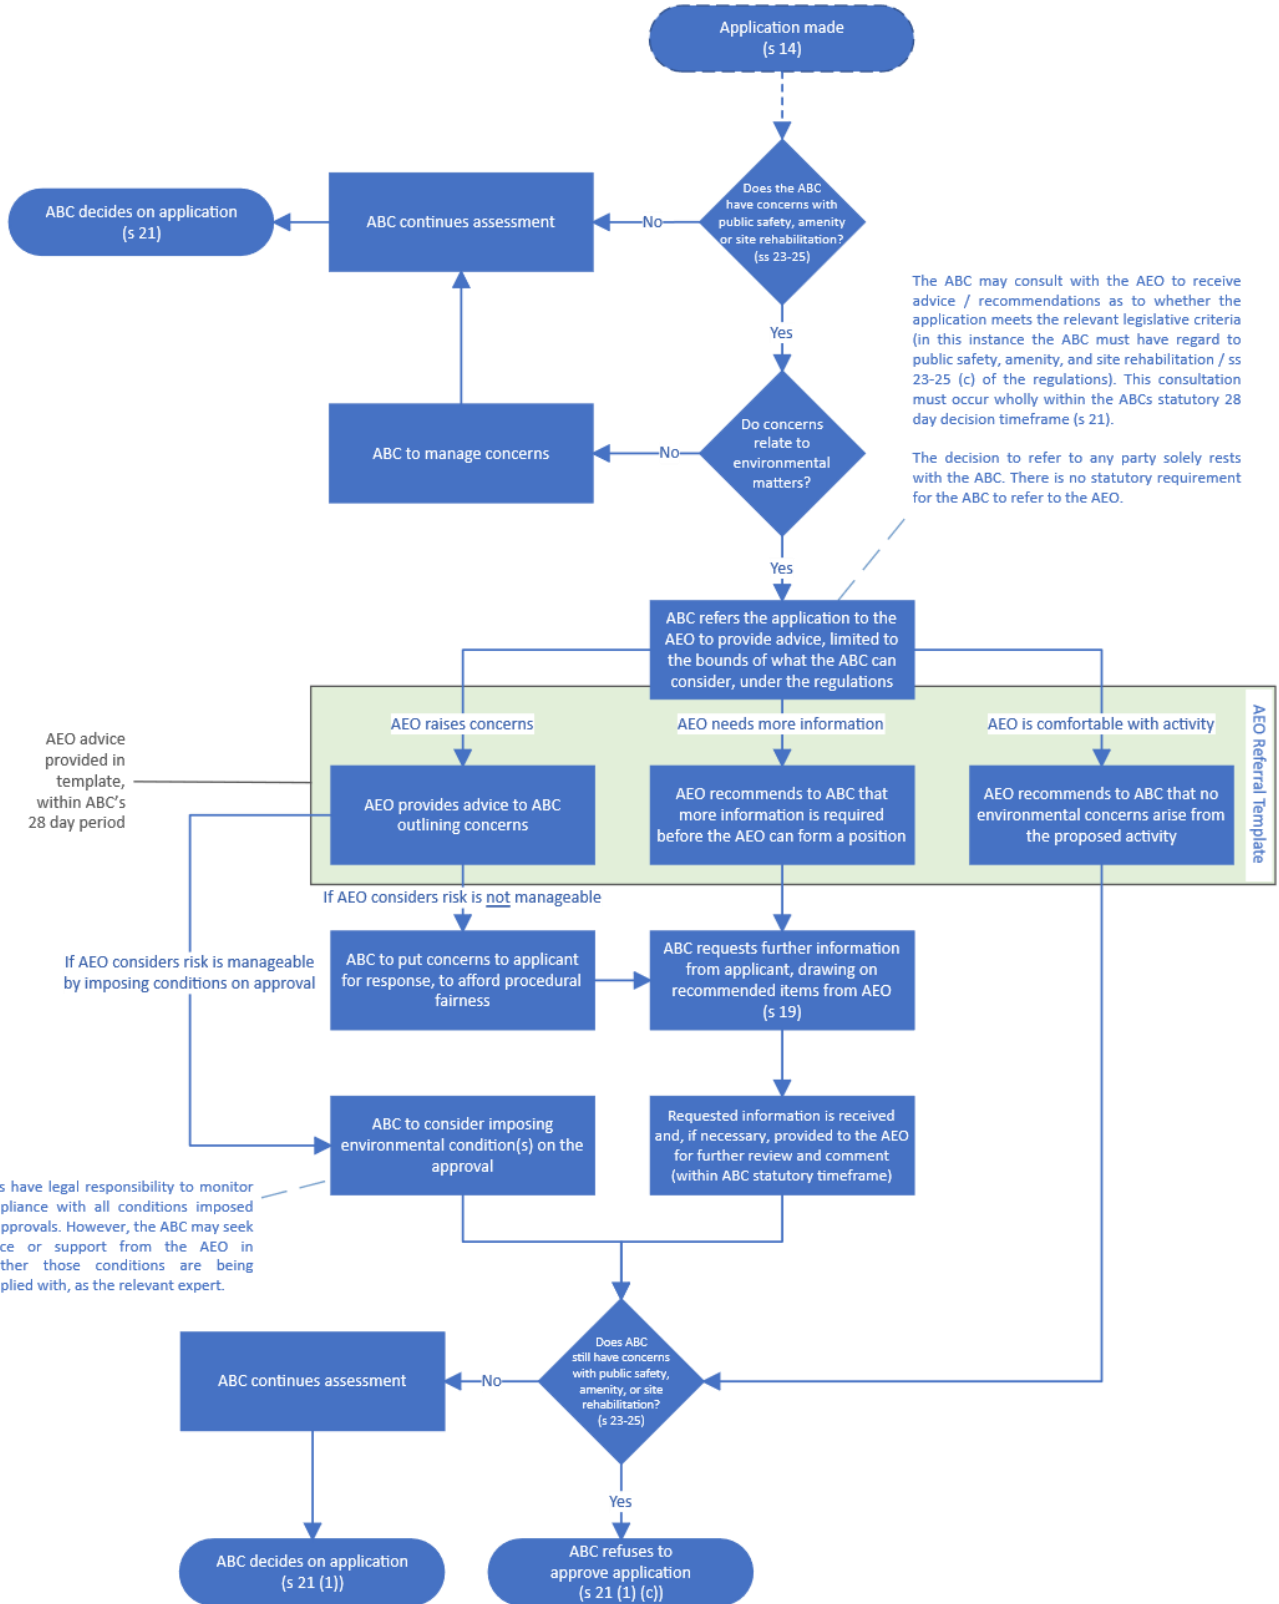 Application made
(s 14)
Does the ABC
have concerns with
public safety, amenity
or site rehabilitation?
(ss 23-25)
No
ABC continues assessment
ABC decides on application
(s 21)
Yes
The ABC may consult with the AEO to receive
advice / recommendations as to whether the
application meets the relevant legislative criteria
(in this instance the ABC must have regard to
public safety, amenity, and site rehabilitation / ss
23-25 (c) of the regulations). This consultation
must occur wholly within the ABCs statutory 28
day decision timeframe (s 21).
The decision to refer to any party solely rests
with the ABC. There is no statutory requirement
for the ABC to refer to the AEO.
Do concerns
relate to
environmental
matters?
No
ABC to manage concerns
Yes
ABC refers the application to the
AEO to provide advice, limited to
the bounds of what the ABC can
consider, under the regulations
AEO raises concerns
AEO needs more information
AEO is comfortable with activity
AEO Referral Template
AEO advice
provided in
template,
within ABC's
28 day period
AEO provides advice to ABC
outlining concerns
AEO recommends to ABC that
more information is required
before the AEO can form a position
AEO recommends to ABC that no
environmental concerns arise from
the proposed activity
If AEO considers risk is not manageable
If AEO considers risk is manageable
by imposing conditions on approval
ABC to put concerns to applicant
for response, to afford procedural
fairness
ABC requests further information
from applicant, drawing on
recommended items from AEO
(s 19)
ABC to consider imposing
environmental condition(s) on the
approval
Requested information is received
and, if necessary, provided to the AEO
for further review and comment
(within ABC statutory timeframe)
have legal responsibility to monitor
with all conditions imposed
However, the ABC may seek
or support from the AEO in
those conditions are being
with, as the relevant expert.
Does ABC
still have concerns
with public safety,
amenity, or site
rehabilitation?
(s 23-25)
No
ABC continues assessment
Yes
ABC decides on application
(s 21 (1))
ABC refuses to
approve application
(s 21 (1) (c))